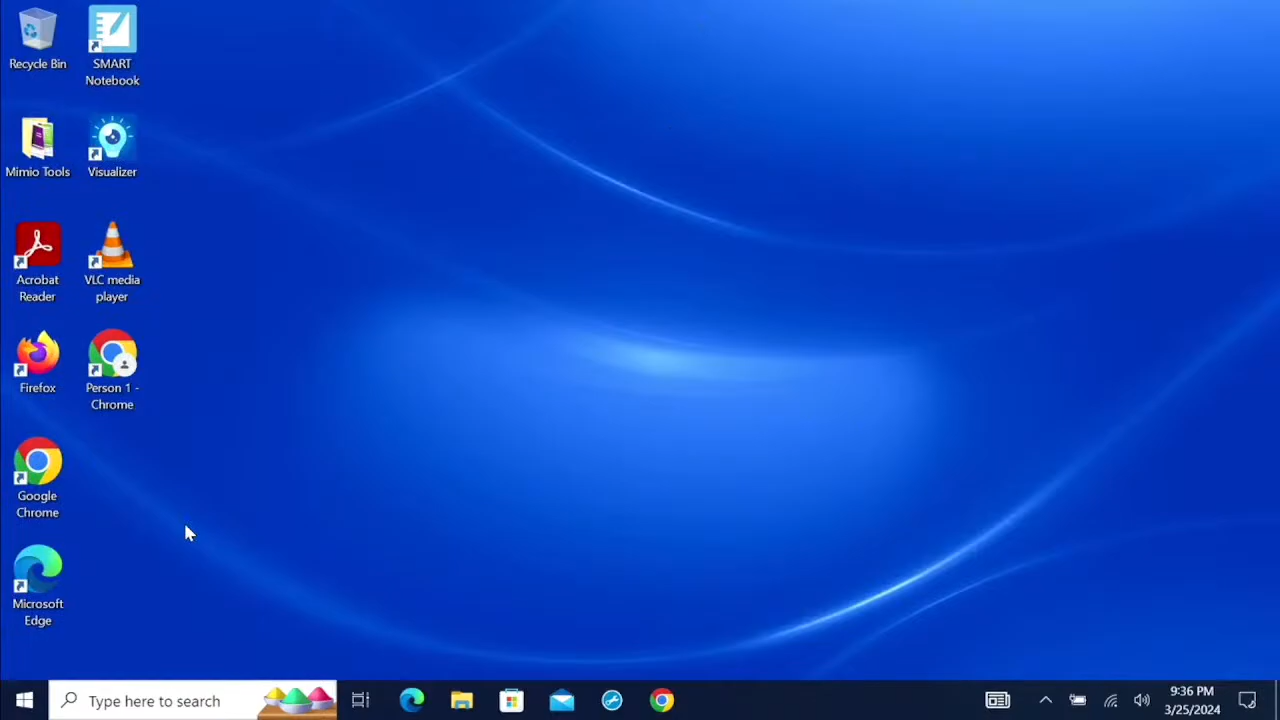 Recycle Bin
SMART
Notebook
Mimio Tools
Visualizer
Acrobat
Reader
VLC media
player
Firefox
Person 1 -
Chrome
Google
Chrome
Microsoft
Edge
Type here to search
9:36 PM
3/25/2024